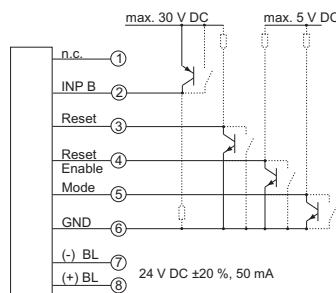 max. 30 V DC
max. 5 V DC
n.c.
1
INP B
2
Reset
3
Reset
Enable
4
Mode
5
GND
6
(-) BL
7
24 V DC ±20 %, 50 mA
(+) BL
8